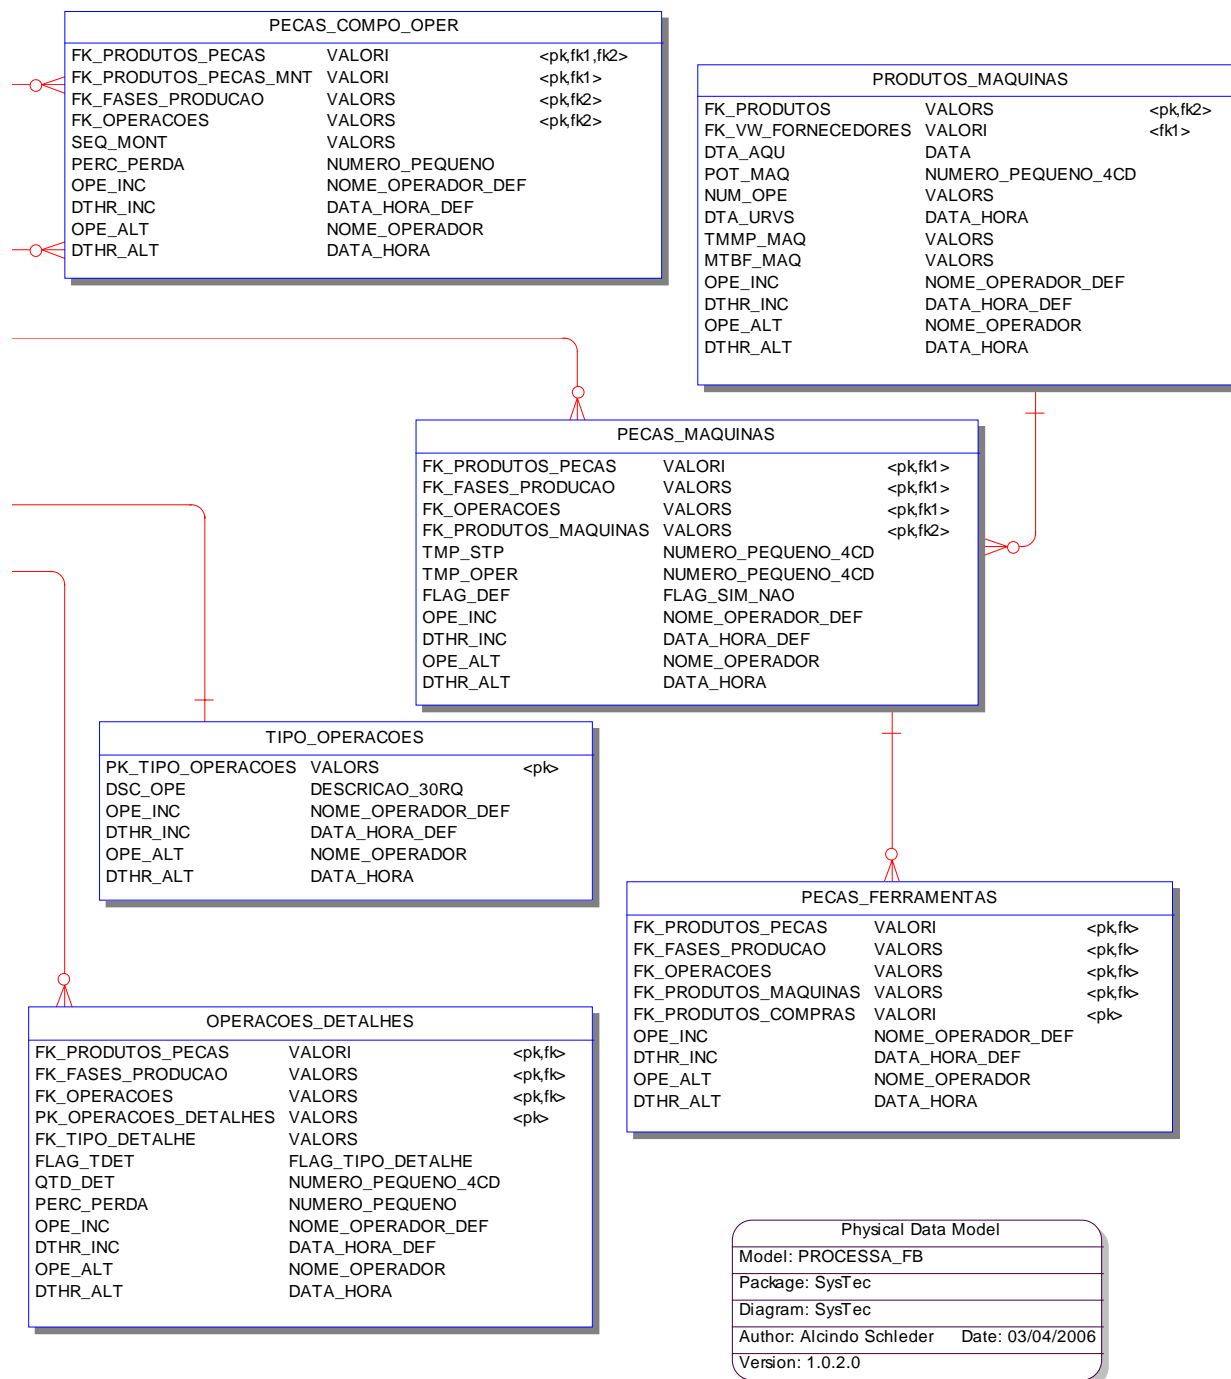 PECAS_COMPO_OPER
FK_PRODUTOS_PECAS VALORI <pk,fk1,fk2>
FK_PRODUTOS_PECAS_MNT VALORI <pk,fk1>
FK_FASES_PRODUCAO VALORS <pk,fk2>
FK_OPERACOES VALORS <pk,fk2>
SEQ_MONT VALORS
PERC_PERDA NUMERO_PEQUENO
OPE_INC NOME_OPERADOR_DEF
DTHR_INC DATA_HORA_DEF
OPE_ALT NOME_OPERADOR
DTHR_ALT DATA_HORA
PRODUTOS_MAQUINAS
FK_PRODUTOS VALORS <pk,fk2>
FK_VW_FORNECEDORES VALORI <fk1>
DTA_AQU DATA
POT_MAQ NUMERO_PEQUENO_4CD
NUM_OPE VALORS
DTA_URVS DATA_HORA
TMMP_MAQ VALORS
MTBF_MAQ VALORS
OPE_INC NOME_OPERADOR_DEF
DTHR_INC DATA_HORA_DEF
OPE_ALT NOME_OPERADOR
DTHR_ALT DATA_HORA
PECAS_MAQUINAS
FK_PRODUTOS_PECAS VALORI <pk,fk1>
FK_FASES_PRODUCAO VALORS <pk,fk1>
FK_OPERACOES VALORS <pk,fk1>
FK_PRODUTOS_MAQUINAS VALORS <pk,fk2>
TMP_STP NUMERO_PEQUENO_4CD
TMP_OPER NUMERO_PEQUENO_4CD
FLAG_DEF FLAG_SIM_NAO
OPE_INC NOME_OPERADOR_DEF
DTHR_INC DATA_HORA_DEF
OPE_ALT NOME_OPERADOR
DTHR_ALT DATA_HORA
TIPO_OPERACOES
PK_TIPO_OPERACOES VALORS <pk>
DSC_OPE DESCRICAO_30RQ
OPE_INC NOME_OPERADOR_DEF
DTHR_INC DATA_HORA_DEF
OPE_ALT NOME_OPERADOR
DTHR_ALT DATA_HORA
PECAS_FERRAMENTAS
FK_PRODUTOS_PECAS VALORI <pk,fk>
FK_FASES_PRODUCAO VALORS <pk,fk>
FK_OPERACOES VALORS <pk,fk>
FK_PRODUTOS_MAQUINAS VALORS <pk,fk>
FK_PRODUTOS_COMPRAS VALORI <pk>
OPE_INC NOME_OPERADOR_DEF
DTHR_INC DATA_HORA_DEF
OPE_ALT NOME_OPERADOR
DTHR_ALT DATA_HORA
OPERACOES_DETALHES
FK_PRODUTOS_PECAS VALORI <pk,fk>
FK_FASES_PRODUCAO VALORS <pk,fk>
FK_OPERACOES VALORS <pk,fk>
PK_OPERACOES_DETALHES VALORS <pk>
FK_TIPO_DETALHE VALORS
FLAG_TDET FLAG_TIPO_DETALHE
QTD_DET NUMERO_PEQUENO_4CD
PERC_PERDA NUMERO_PEQUENO
OPE_INC NOME_OPERADOR_DEF
DTHR_INC DATA_HORA_DEF
OPE_ALT NOME_OPERADOR
DTHR_ALT DATA_HORA
Physical Data Model
Model: PROCESSA_FB
Package: SysTec
Diagram: SysTec
Author: Alcindo Schleder Date: 03/04/2006
Version: 1.0.2.0